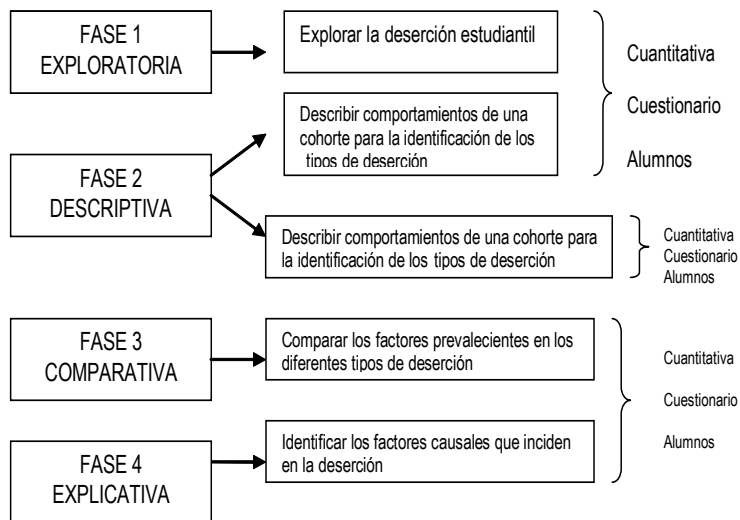 FASE 1
EXPLORATORIA
Explorar la deserción estudiantil
Cuantitativa
Cuestionario
Alumnos
FASE 2
DESCRIPTIVA
Describir comportamientos de una
cohorte para la identificación de los
tipos de deserción
Describir comportamientos de una cohorte para
la identificación de los tipos de deserción
Cuantitativa
Cuestionario
Alumnos
FASE 3
COMPARATIVA
Comparar los factores prevalecientes en los
diferentes tipos de deserción
FASE 4
EXPLICATIVA
Identificar los factores causales que inciden
en la deserción
Cuantitativa
Cuestionario
Alumnos